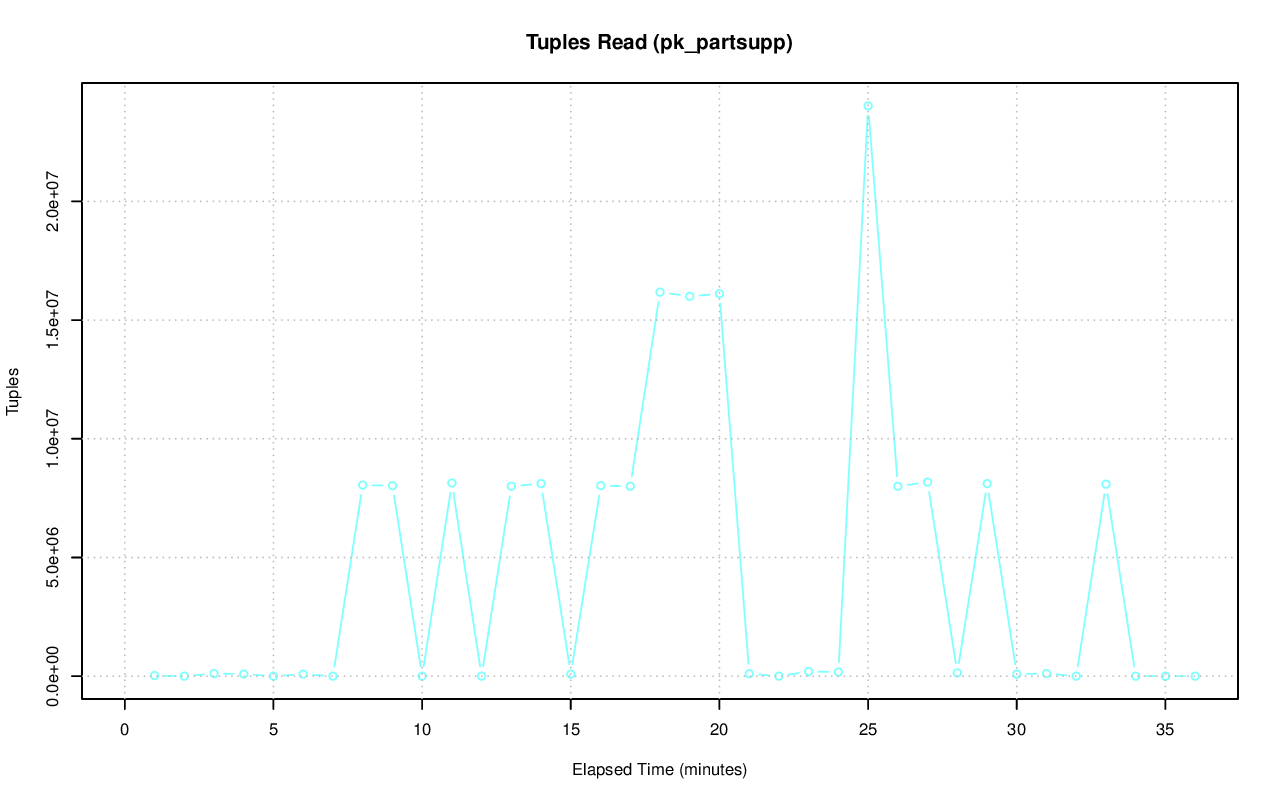 Tuples Read (pk_partsupp)
Tuples
2.0e+07
1.5e+07
1.0e+07
5.0e+06
0.0e+00
0 5 10 15 20 25 30 35
Elapsed Time (minutes)